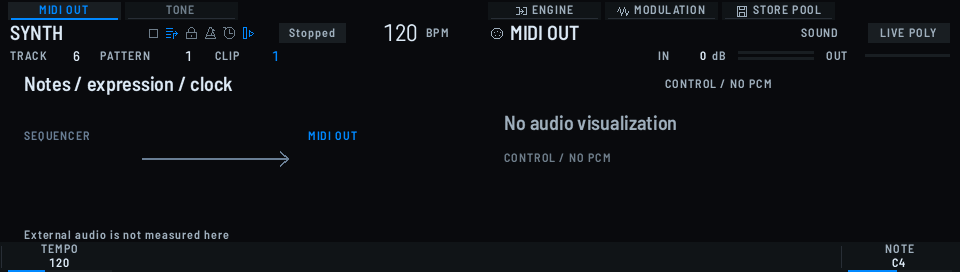 MIDI OUT TONE ENGINE MODULATION STORE POOL
SYNTH Stopped 120 BPM MIDI OUT SOUND LIVE POLY
TRACK 6 PATTERN 1 CLIP 1 IN 0 dB OUT
Notes / expression / clock CONTROL / NO PCM
No audio visualization
SEQUENCER MIDI OUT
CONTROL / NO PCM
External audio is not measured here
TEMPO NOTE
120 C4